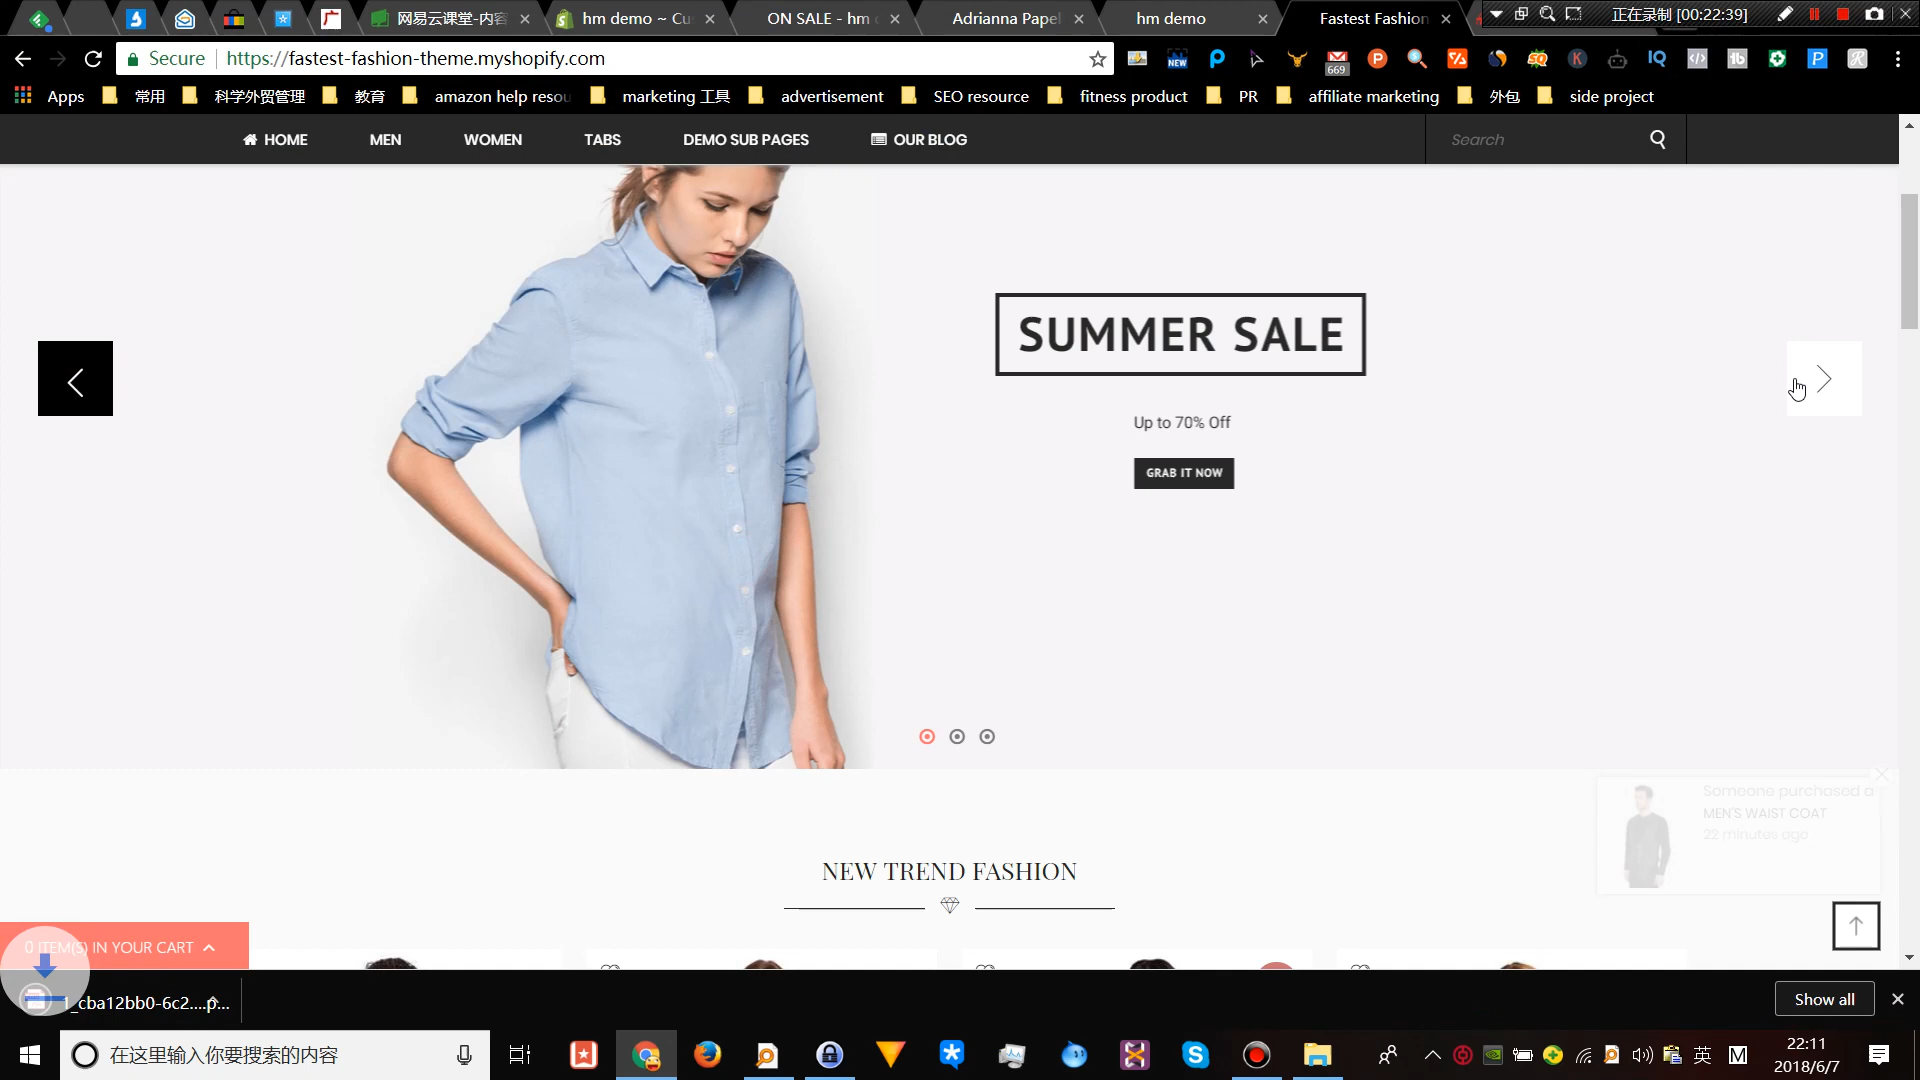 网易云课堂-内容
hm demo ~ Cus
ON SALE - hm d
Adrianna Papel
hm demo
Fastest Fashion
正在录制 [00:22:39]
Secure
https://fastest-fashion-theme.myshopify.com
NEW
669
Apps
常用
科学外贸管理
教育
amazon help resou
marketing 工具
advertisement
SEO resource
fitness product
PR
affiliate marketing
外包
side project
HOME
MEN
WOMEN
TABS
DEMO SUB PAGES
OUR BLOG
Search
SUMMER SALE
Up to 70% Off
GRAB IT NOW
Someone purchased a
MEN'S WAIST COAT
22 minutes ago
NEW TREND FASHION
0 ITEM(S) IN YOUR CART
1_cba12bb0-6c2....p...
Show all
在这里输入你要搜索的内容
英
M
22:11
2018/6/7